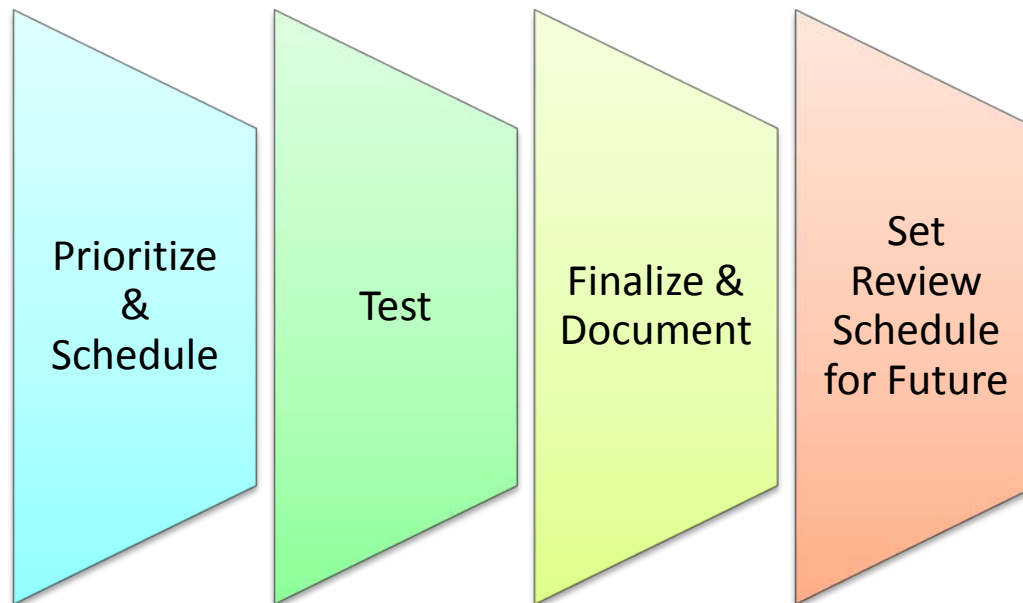 Prioritize
&
Schedule
Test
Finalize &
Document
Set
Review
Schedule
for Future